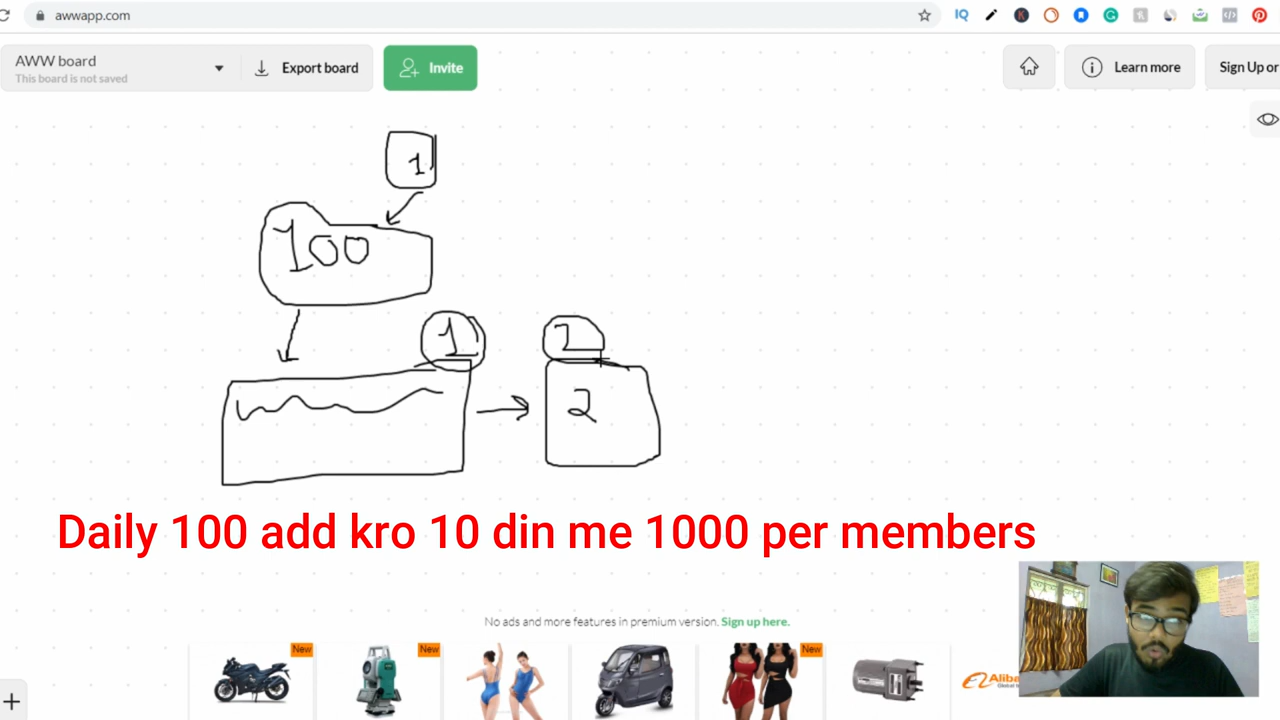 awwapp.com
IQ
AWW board
This board is not saved
Export board
Invite
Learn more
Sign Up or
1
100
1
2
2
Daily 100 add kro 10 din me 1000 per members
No ads and more features in premium version. Sign up here.
New
New
New